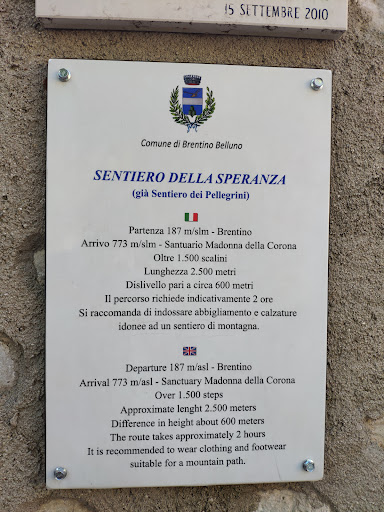 15 SETTEMBRE 2010
Comune di Brentino Belluno
SENTIERO DELLA SPERANZA
(già Sentiero dei Pellegrini)
Partenza 187 m/slm - Brentino
Arrivo 773 m/slm - Santuario Madonna della Corona
Oltre 1.500 scalini
Lunghezza 2.500 metri
Dislivello pari a circa 600 metri
Il percorso richiede indicativamente 2 ore
Si raccomanda di indossare abbigliamento e calzature
idonee ad un sentiero di montagna.
Departure 187 m/asl - Brentino
Arrival 773 m/asl - Sanctuary Madonna della Corona
Over 1.500 steps
Approximate lenght 2.500 meters
Difference in height about 600 meters
The route takes approximately 2 hours
It is recommended to wear clothing and footwear
suitable for a mountain path.